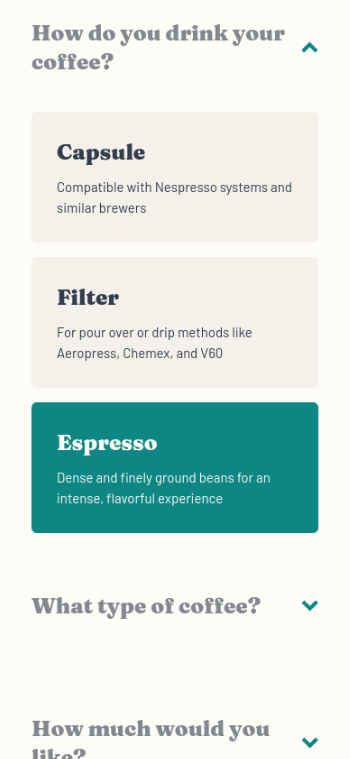 How do you drink your
coffee?
Capsule
Compatible with Nespresso systems and
similar brewers
Filter
For pour over or drip methods like
Aeropress, Chemex, and V60
Espresso
Dense and finely ground beans for an
intense, flavorful experience
What type of coffee?
How much would you
like?